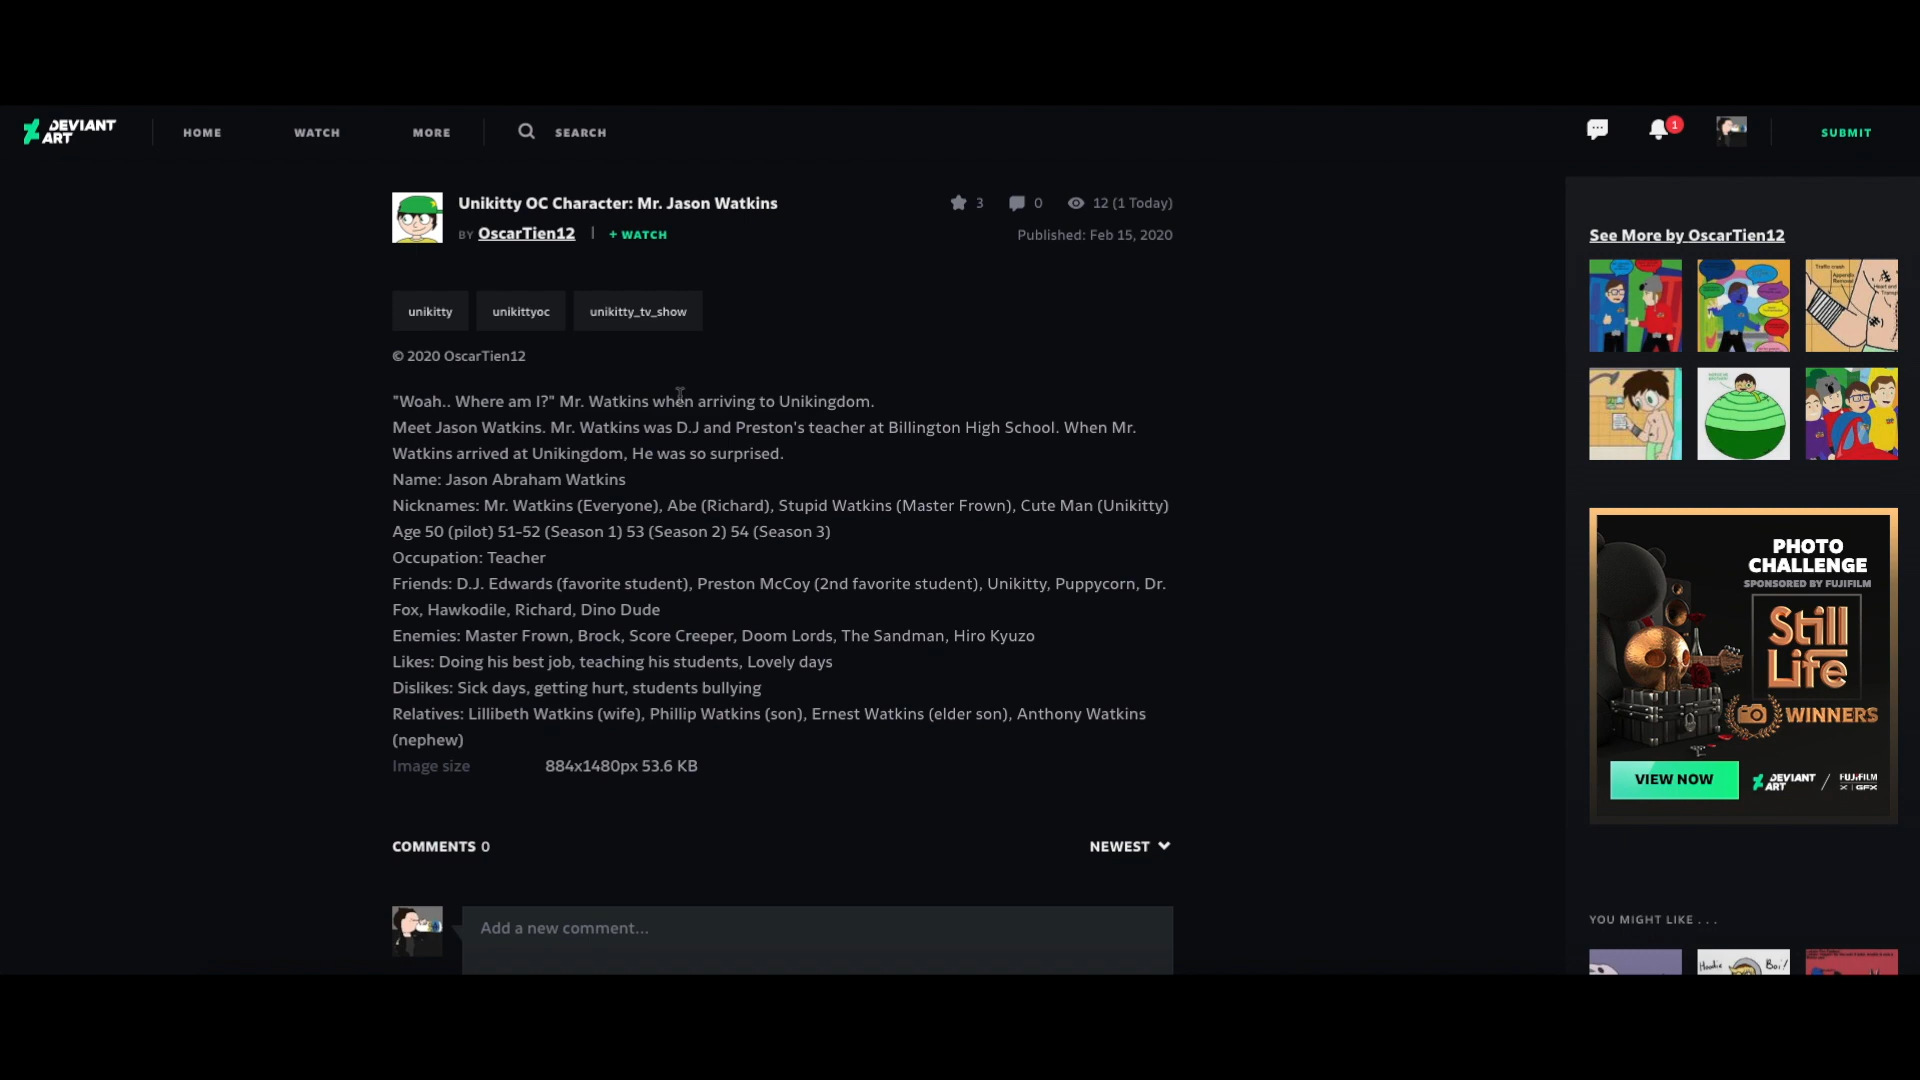 DEVIANT ART
HOME
WATCH
MORE
SEARCH
1
SUBMIT
Unikitty OC Character: Mr. Jason Watkins
BY OscarTien12 | + WATCH
3
0
12 (1 Today)
Published: Feb 15, 2020
unikitty
unikittyoc
unikitty_tv_show
© 2020 OscarTien12
"Woah.. Where am I?" Mr. Watkins when arriving to Unikingdom.
Meet Jason Watkins. Mr. Watkins was D.J and Preston's teacher at Billington High School. When Mr.
Watkins arrived at Unikingdom, He was so surprised.
Name: Jason Abraham Watkins
Nicknames: Mr. Watkins (Everyone), Abe (Richard), Stupid Watkins (Master Frown), Cute Man (Unikitty)
Age 50 (pilot) 51-52 (Season 1) 53 (Season 2) 54 (Season 3)
Occupation: Teacher
Friends: D.J. Edwards (favorite student), Preston McCoy (2nd favorite student), Unikitty, Puppycorn, Dr.
Fox, Hawkodile, Richard, Dino Dude
Enemies: Master Frown, Brock, Score Creeper, Doom Lords, The Sandman, Hiro Kyuzo
Likes: Doing his best job, teaching his students, Lovely days
Dislikes: Sick days, getting hurt, students bullying
Relatives: Lillibeth Watkins (wife), Phillip Watkins (son), Ernest Watkins (elder son), Anthony Watkins
(nephew)
Image size 884x1480px 53.6 KB
COMMENTS 0
NEWEST
Add a new comment...
See More by OscarTien12
Traffic crash
PHOTO
CHALLENGE
SPONSORED BY FUJIFILM
Still
Life
WINNERS
VIEW NOW
DEVIANT ART / FUJIFILM
X | GFX
YOU MIGHT LIKE . . .
Hoodie Boi!